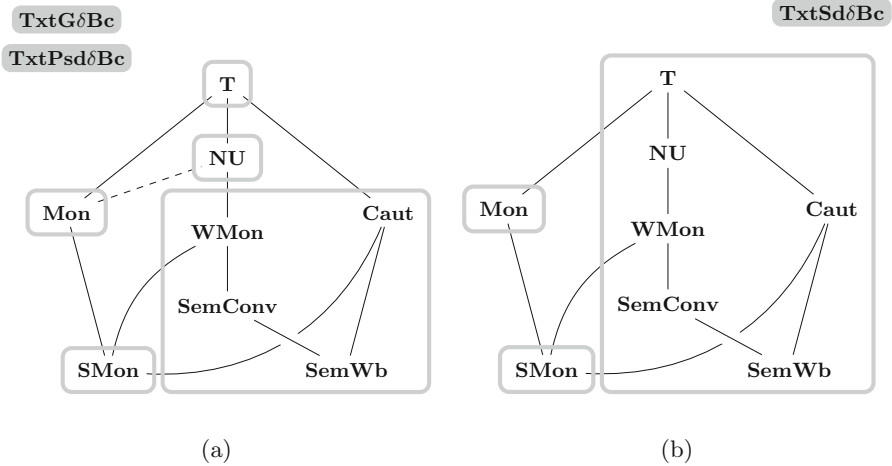 TxtGδBc
TxtPsdδBc
T
NU
Mon
WMon
Caut
SemConv
SMon
SemWb
(a)
TxtSdδBc
T
NU
Mon
WMon
Caut
SemConv
SMon
SemWb
(b)